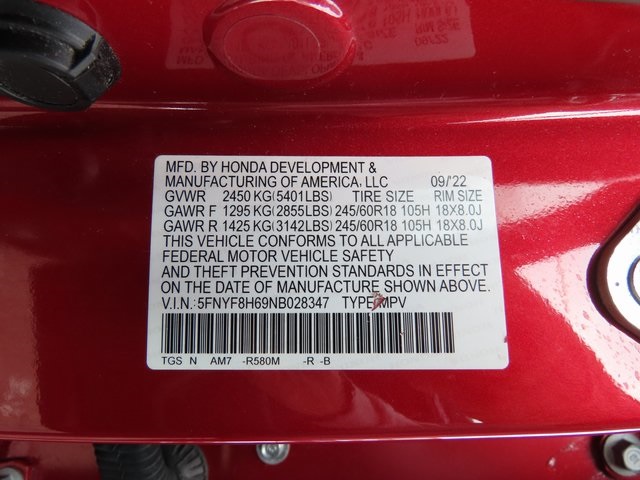 MFD. BY HONDA DEVELOPMENT &
MANUFACTURING OF AMERICA, LLC 09/'22
GVWR 2450 KG (5401LBS) TIRE SIZE RIM SIZE
GAWR F 1295 KG (2855LBS) 245/60R18 105H 18X8.0J
GAWR R 1425 KG (3142LBS) 245/60R18 105H 18X8.0J
THIS VEHICLE CONFORMS TO ALL APPLICABLE
FEDERAL MOTOR VEHICLE SAFETY
AND THEFT PREVENTION STANDARDS IN EFFECT
ON THE DATE OF MANUFACTURE SHOWN ABOVE.
V.I.N.: 5FNYF8H69NB028347 TYPE: MPV
TGS N AM7 -R580M -R -B